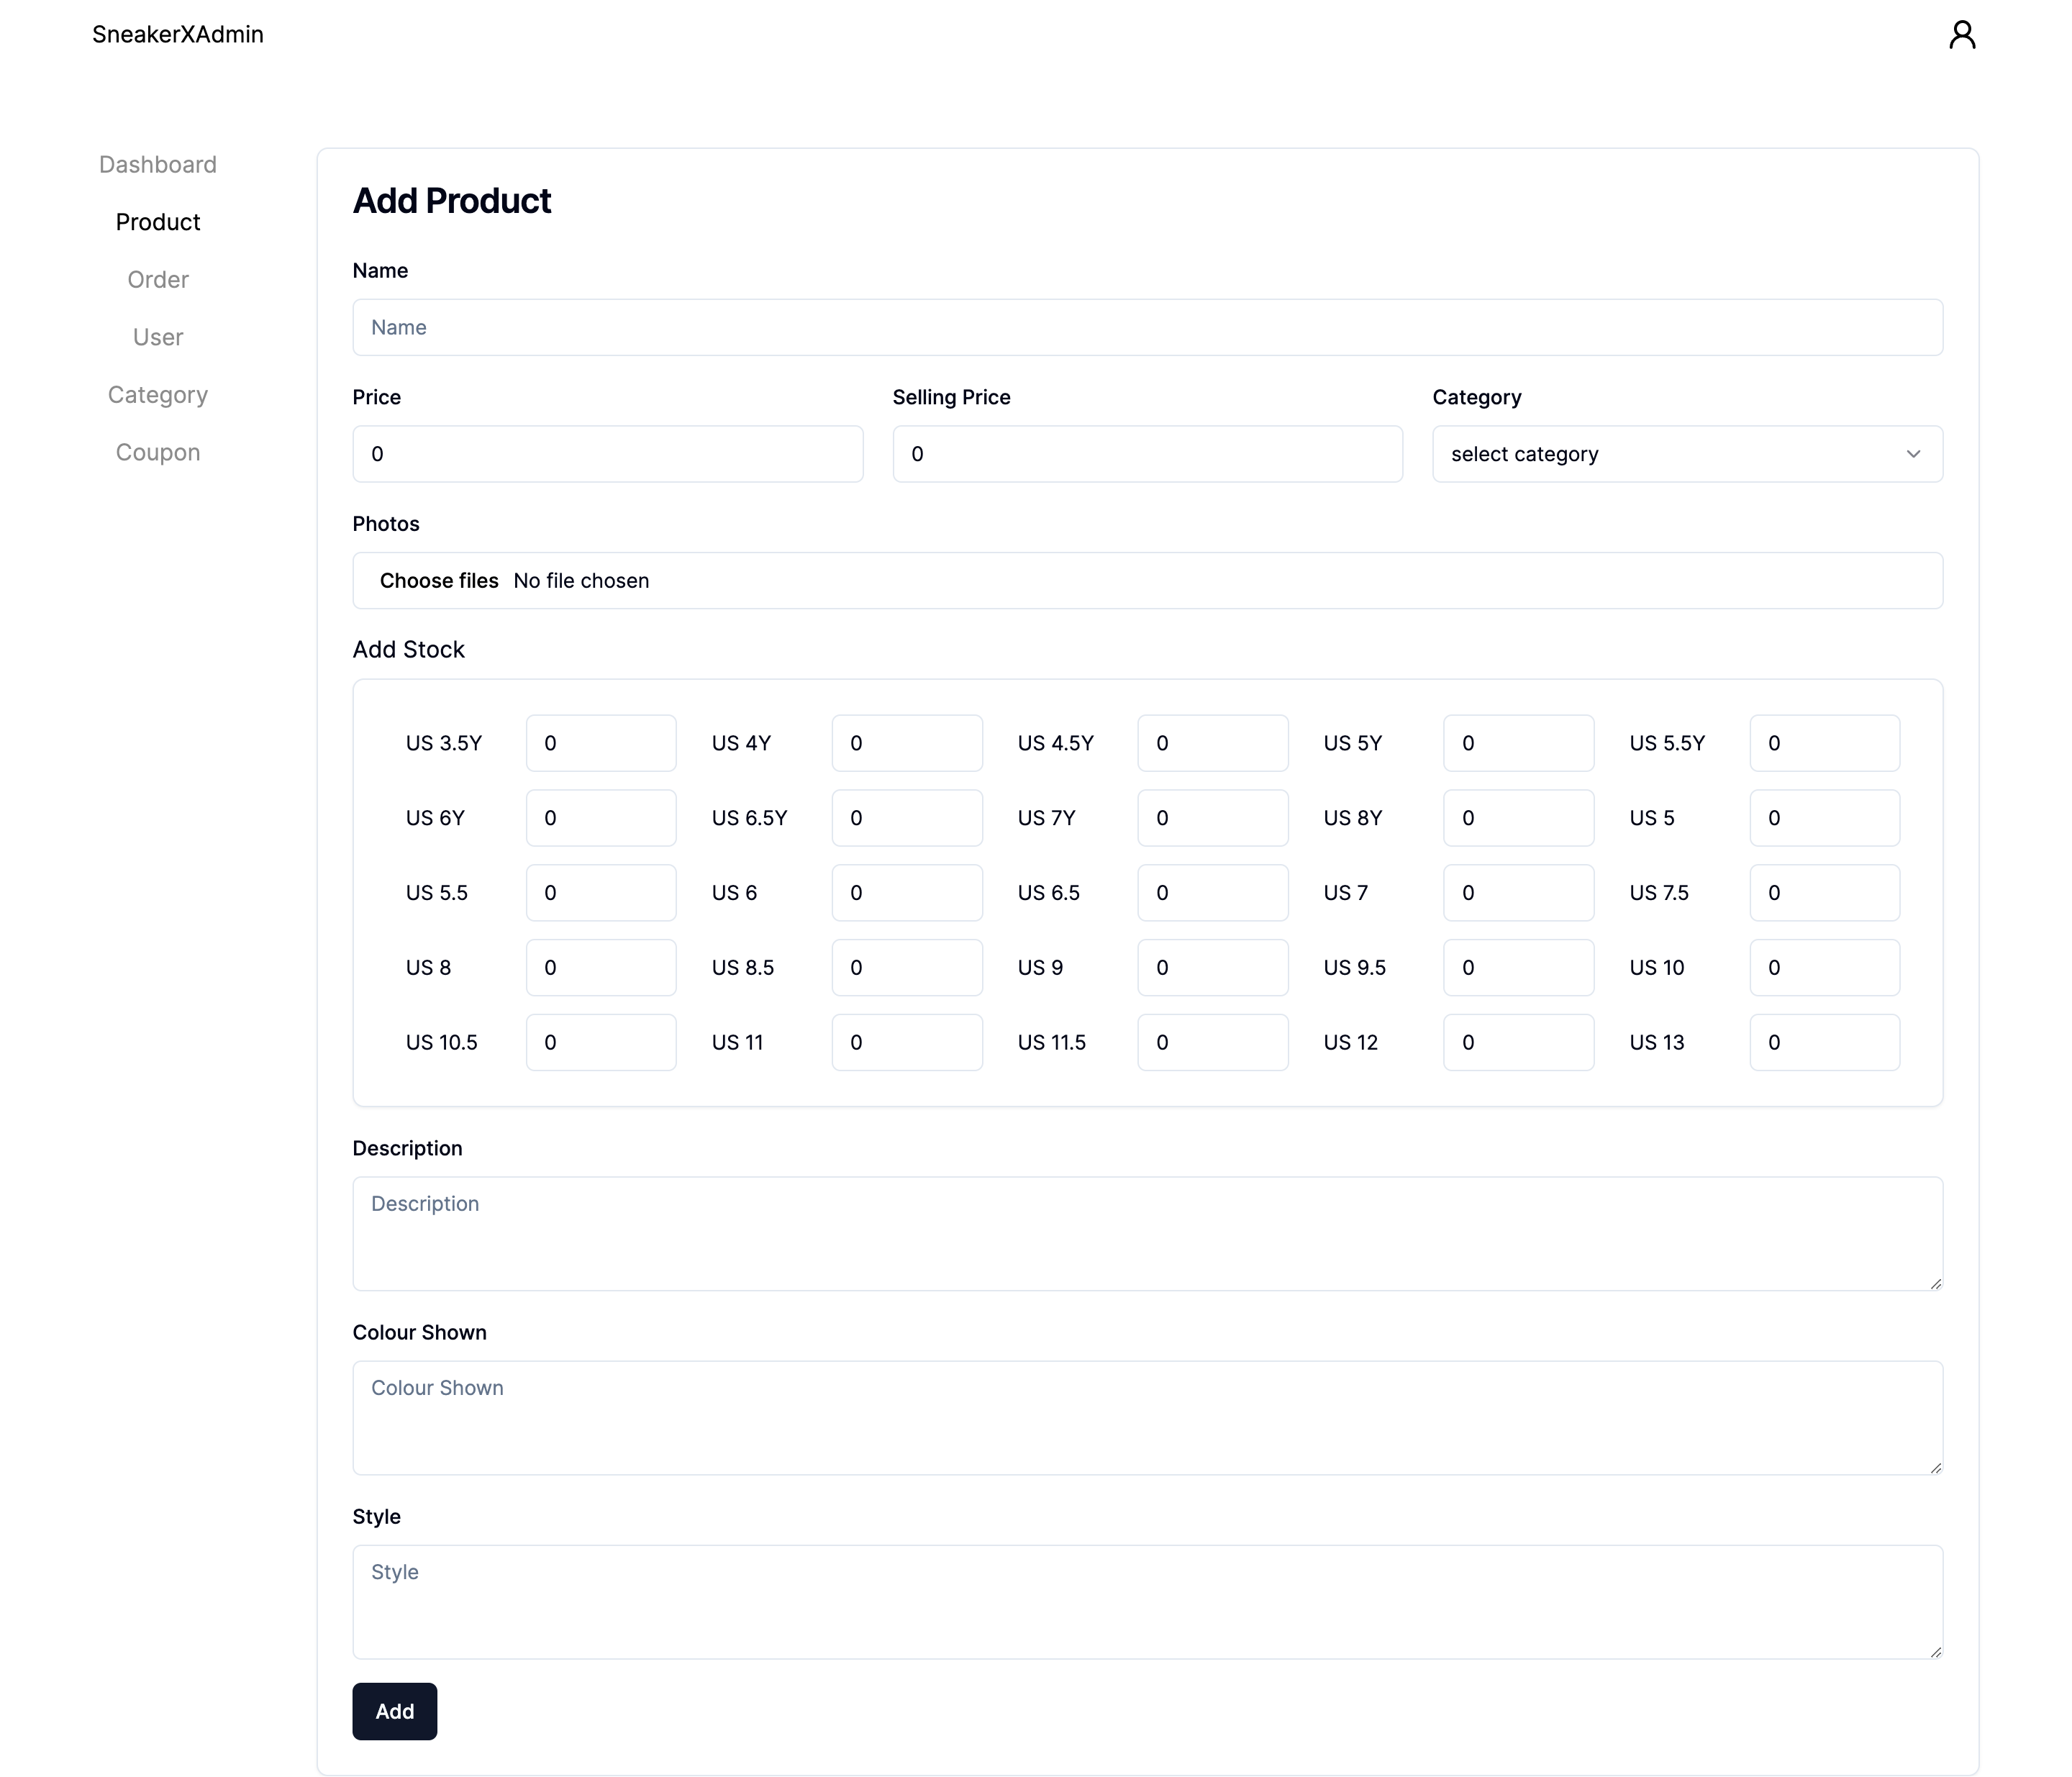 SneakerXAdmin
Dashboard
Product
Order
User
Category
Coupon
Add Product
Name
Name
Price Selling Price Category
0 0 select category
Photos
Choose files No file chosen
Add Stock
US 3.5Y 0 US 4Y 0 US 4.5Y 0 US 5Y 0 US 5.5Y 0
US 6Y 0 US 6.5Y 0 US 7Y 0 US 8Y 0 US 5 0
US 5.5 0 US 6 0 US 6.5 0 US 7 0 US 7.5 0
US 8 0 US 8.5 0 US 9 0 US 9.5 0 US 10 0
US 10.5 0 US 11 0 US 11.5 0 US 12 0 US 13 0
Description
Description
Colour Shown
Colour Shown
Style
Style
Add